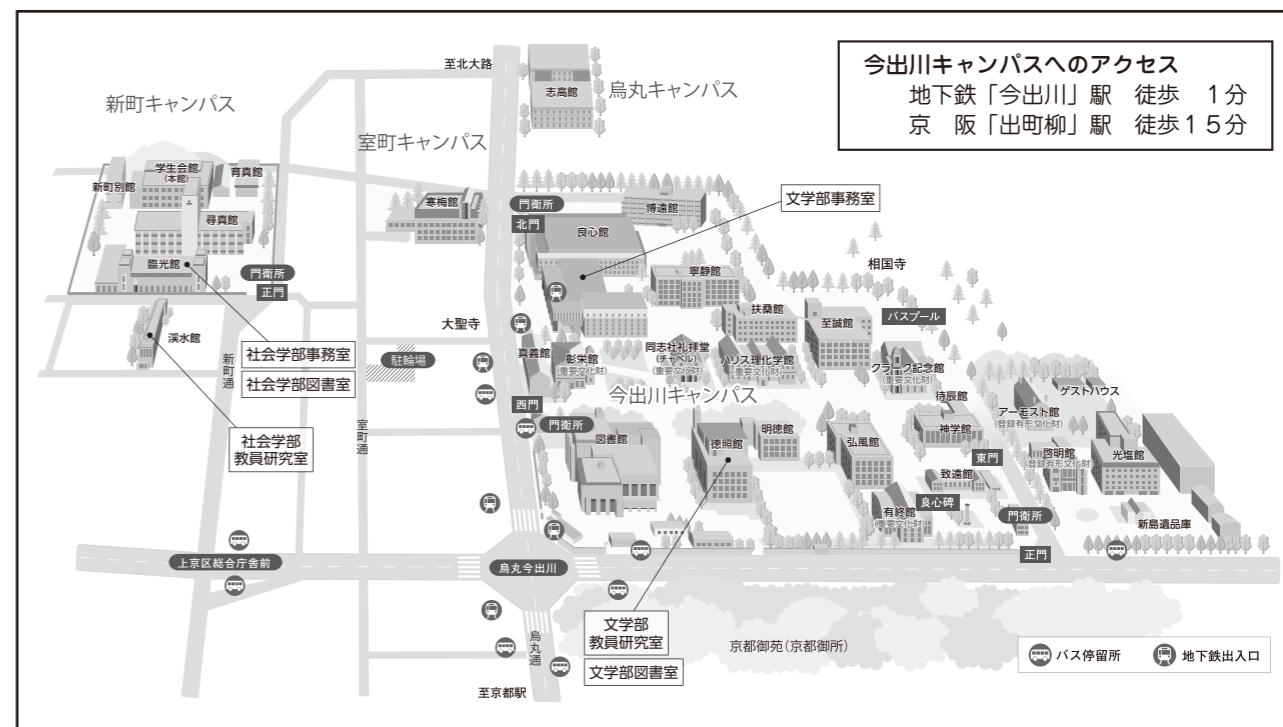 今出川キャンパスへのアクセス
地下鉄「今出川」駅 徒歩 1分
京 阪「出町柳」駅 徒歩15分
至北大路
志高館
烏丸キャンパス
新町キャンパス
室町キャンパス
学生会館
(本館)
育真館
新町別館
尋真館
臨光館
門衛所
正門
渓水館
新町通
社会学部事務室
社会学部図書室
社会学部
教員研究室
寒梅館
大聖寺
駐輪場
室町通
門衛所
北門
博遠館
文学部事務室
良心館
寧静館
相国寺
扶桑館
至誠館
バスプール
真義館
彰栄館
(重要文化財)
同志社礼拝堂
(チャペル)
(重要文化財)
ハリス理化学館
(重要文化財)
クラーク記念館
(重要文化財)
今出川キャンパス
待辰館
ゲストハウス
アーモスト館
(登録有形文化財)
西門
門衛所
図書館
徳照館
明徳館
弘風館
神学館
東門
啓明館
(登録有形文化財)
光塩館
致遠館
良心碑
有終館
(重要文化財)
門衛所
新島遺品庫
正門
上京区総合庁舎前
烏丸今出川
烏丸通
文学部
教員研究室
文学部図書室
京都御苑(京都御所)
至京都駅
バス停留所
地下鉄出入口